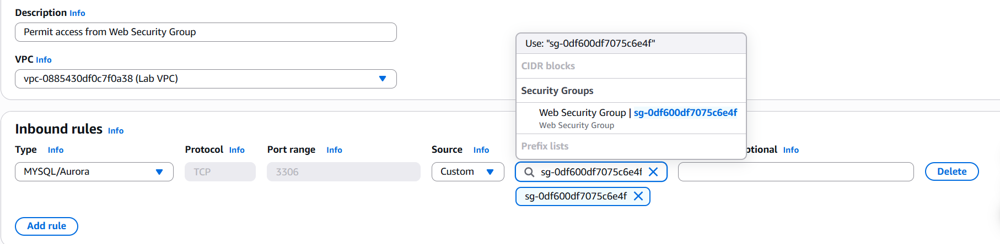 Description Info
Permit access from Web Security Group
VPC Info
vpc-0885430df0c7f0a38 (Lab VPC)
Use: "sg-0df600df7075c6e4f"
CIDR blocks
Security Groups
Web Security Group | sg-0df600df7075c6e4f
Web Security Group
Prefix lists
Inbound rules Info
Type Info Protocol Info Port range Info Source Info otional Info
MYSQL/Aurora TCP 3306 Custom sg-0df600df7075c6e4f Delete
sg-0df600df7075c6e4f
Add rule